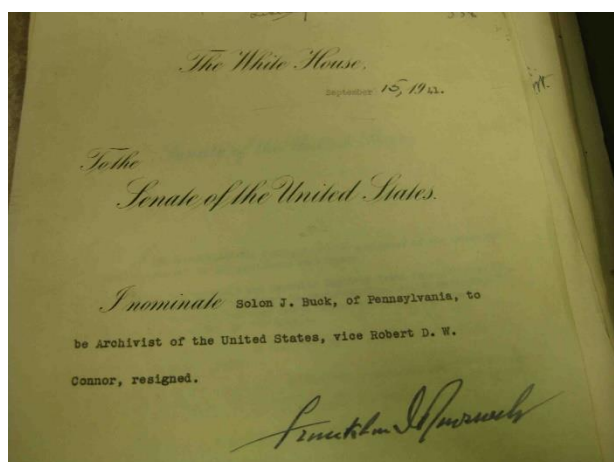 The White House,
September 15, 1941.
To the
Senate of the United States.
I nominate Solon J. Buck, of Pennsylvania, to
be Archivist of the United States, vice Robert D. W.
Connor, resigned.
Franklin D Roosevelt